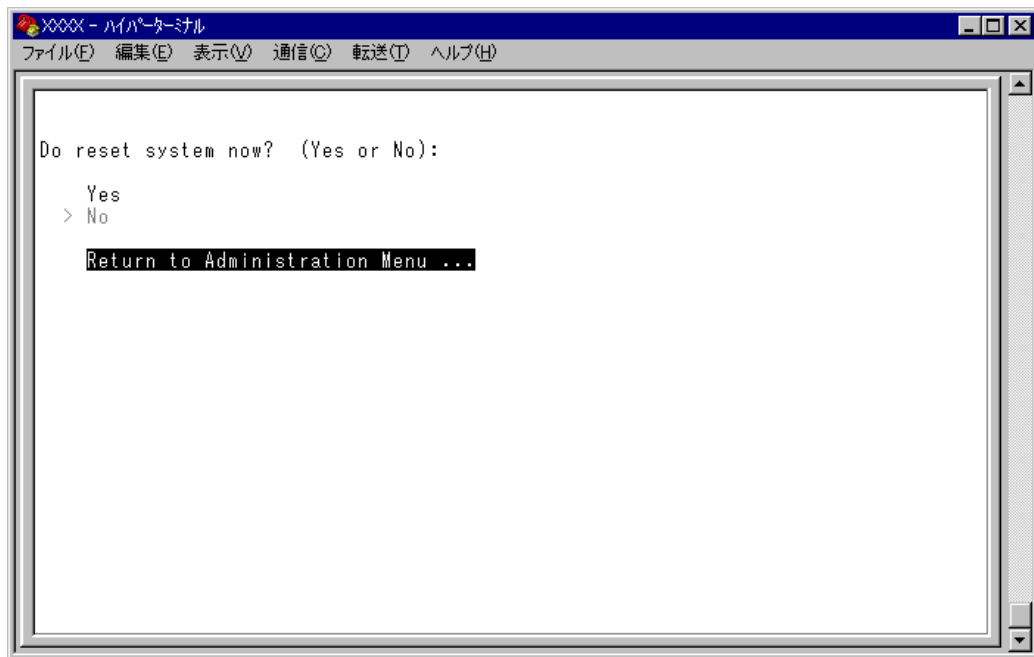 XXXX - ﾊｲﾊﾟｰﾀｰﾐﾅﾙ
ファイル(F) 編集(E) 表示(V) 通信(C) 転送(T) ヘルプ(H)
Do reset system now?  (Yes or No):
Yes
> No
Return to Administration Menu ...